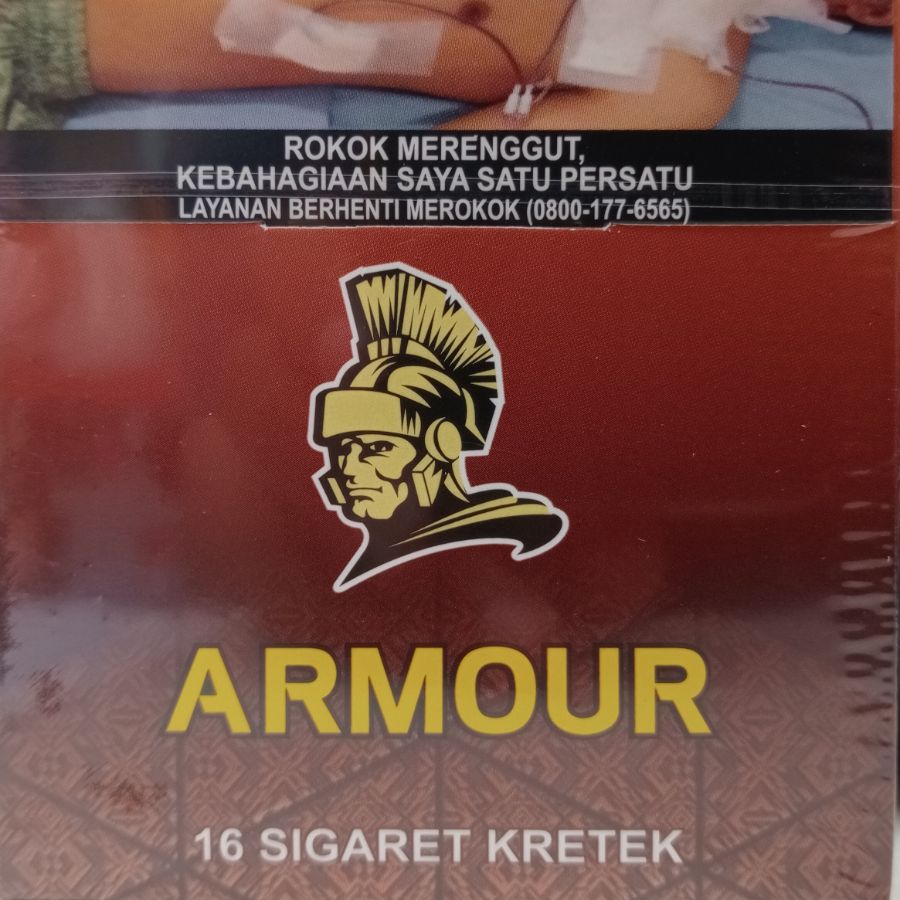 ROKOK MERENGGUT,
KEBAHAGIAAN SAYA SATU PERSATU
LAYANAN BERHENTI MEROKOK (0800-177-6565)
ARMOUR
16 SIGARET KRETEK